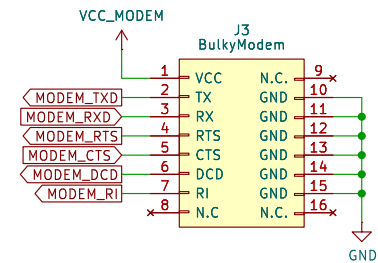 VCC_MODEM
J3
BulkyModem
1 VCC N.C. 9
MODEM_TXD 2 TX GND 10
MODEM_RXD 3 RX GND 11
MODEM_RTS 4 RTS GND 12
MODEM_CTS 5 CTS GND 13
MODEM_DCD 6 DCD GND 14
MODEM_RI 7 RI GND 15
8 N.C N.C. 16
GND